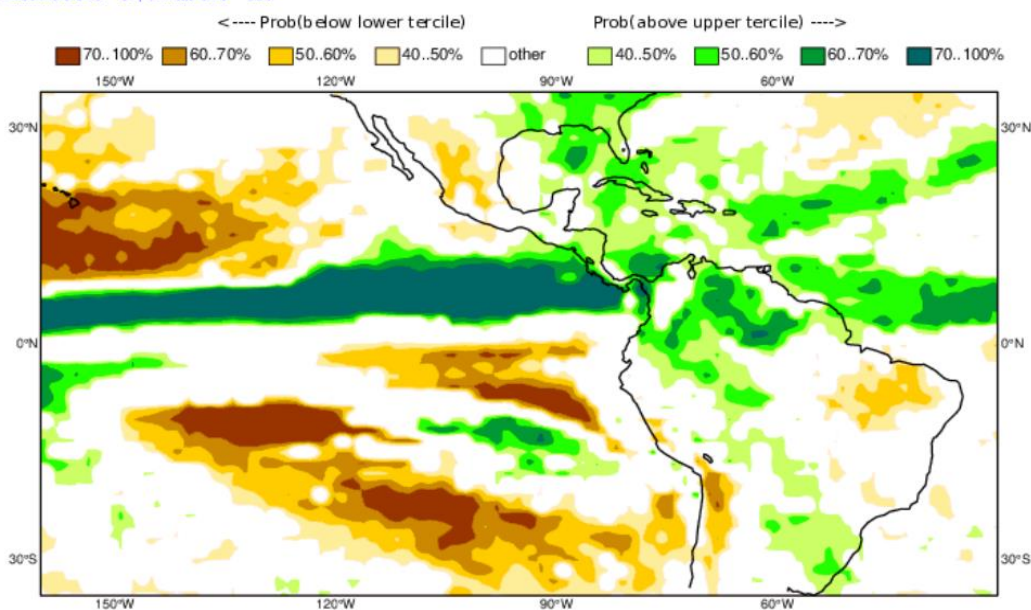 <---- Prob(below lower tercile) Prob(above upper tercile) ---->
70..100% 60..70% 50..60% 40..50% other 40..50% 50..60% 60..70% 70..100%
150°W 120°W 90°W 60°W
30°N 30°N
0°N 0°N
30°S 30°S
150°W 120°W 90°W 60°W